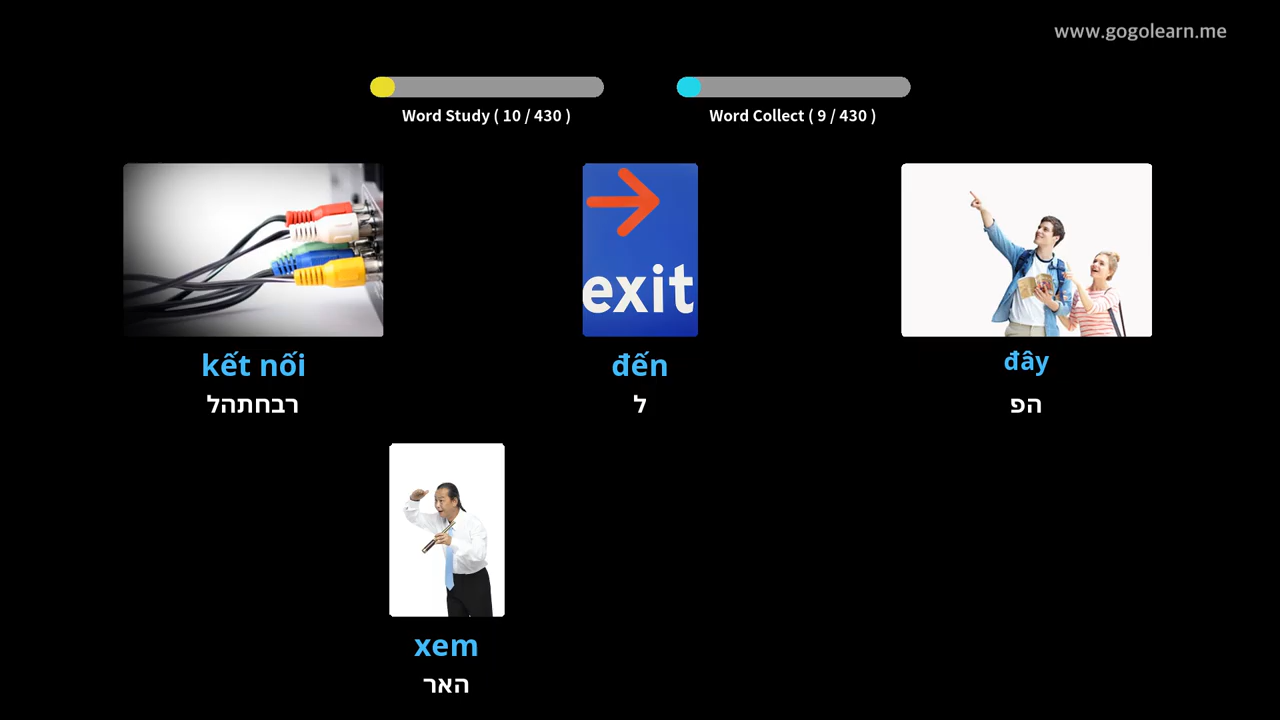 www.gogolearn.me
Word Study ( 10 / 430 )
Word Collect ( 9 / 430 )
exit
kết nối
רבחתהל
đến
ל
đây
הפ
xem
האר